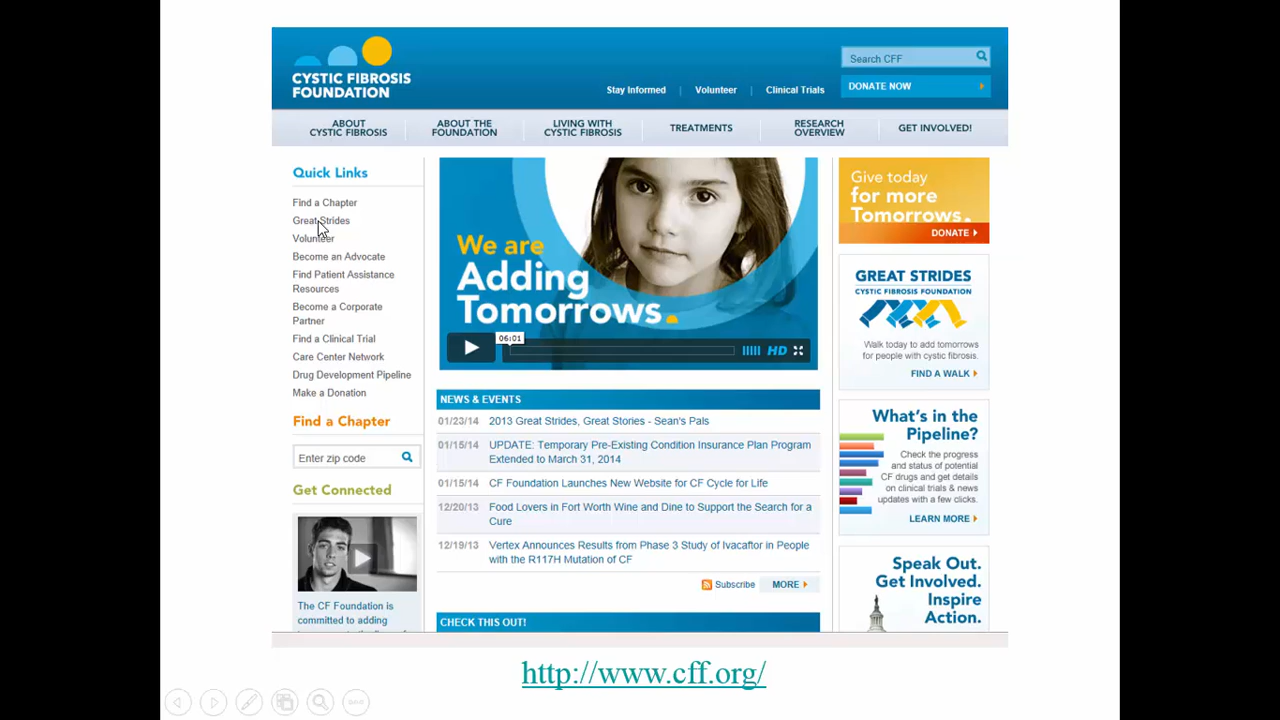 CYSTIC FIBROSIS
FOUNDATION
Search CFF
Stay Informed | Volunteer | Clinical Trials
DONATE NOW
ABOUT
CYSTIC FIBROSIS
ABOUT THE
FOUNDATION
LIVING WITH
CYSTIC FIBROSIS
TREATMENTS
RESEARCH
OVERVIEW
GET INVOLVED!
Quick Links
Find a Chapter
Great Strides
Volunteer
Become an Advocate
Find Patient Assistance
Resources
Become a Corporate
Partner
Find a Clinical Trial
Care Center Network
Drug Development Pipeline
Make a Donation
Find a Chapter
Enter zip code
Get Connected
The CF Foundation is
committed to adding
We are
Adding
Tomorrows.
06:01
HD
NEWS & EVENTS
01/23/14 2013 Great Strides, Great Stories - Sean's Pals
01/15/14 UPDATE: Temporary Pre-Existing Condition Insurance Plan Program
Extended to March 31, 2014
01/15/14 CF Foundation Launches New Website for CF Cycle for Life
12/20/13 Food Lovers in Fort Worth Wine and Dine to Support the Search for a
Cure
12/19/13 Vertex Announces Results from Phase 3 Study of Ivacaftor in People
with the R117H Mutation of CF
Subscribe MORE
CHECK THIS OUT!
Give today
for more
Tomorrows.
DONATE
GREAT STRIDES
CYSTIC FIBROSIS FOUNDATION
Walk today to add tomorrows
for people with cystic fibrosis.
FIND A WALK
What's in the
Pipeline?
Check the progress
and status of potential
CF drugs and get details
on clinical trials & news
updates with a few clicks.
LEARN MORE
Speak Out.
Get Involved.
Inspire
Action.
http://www.cff.org/